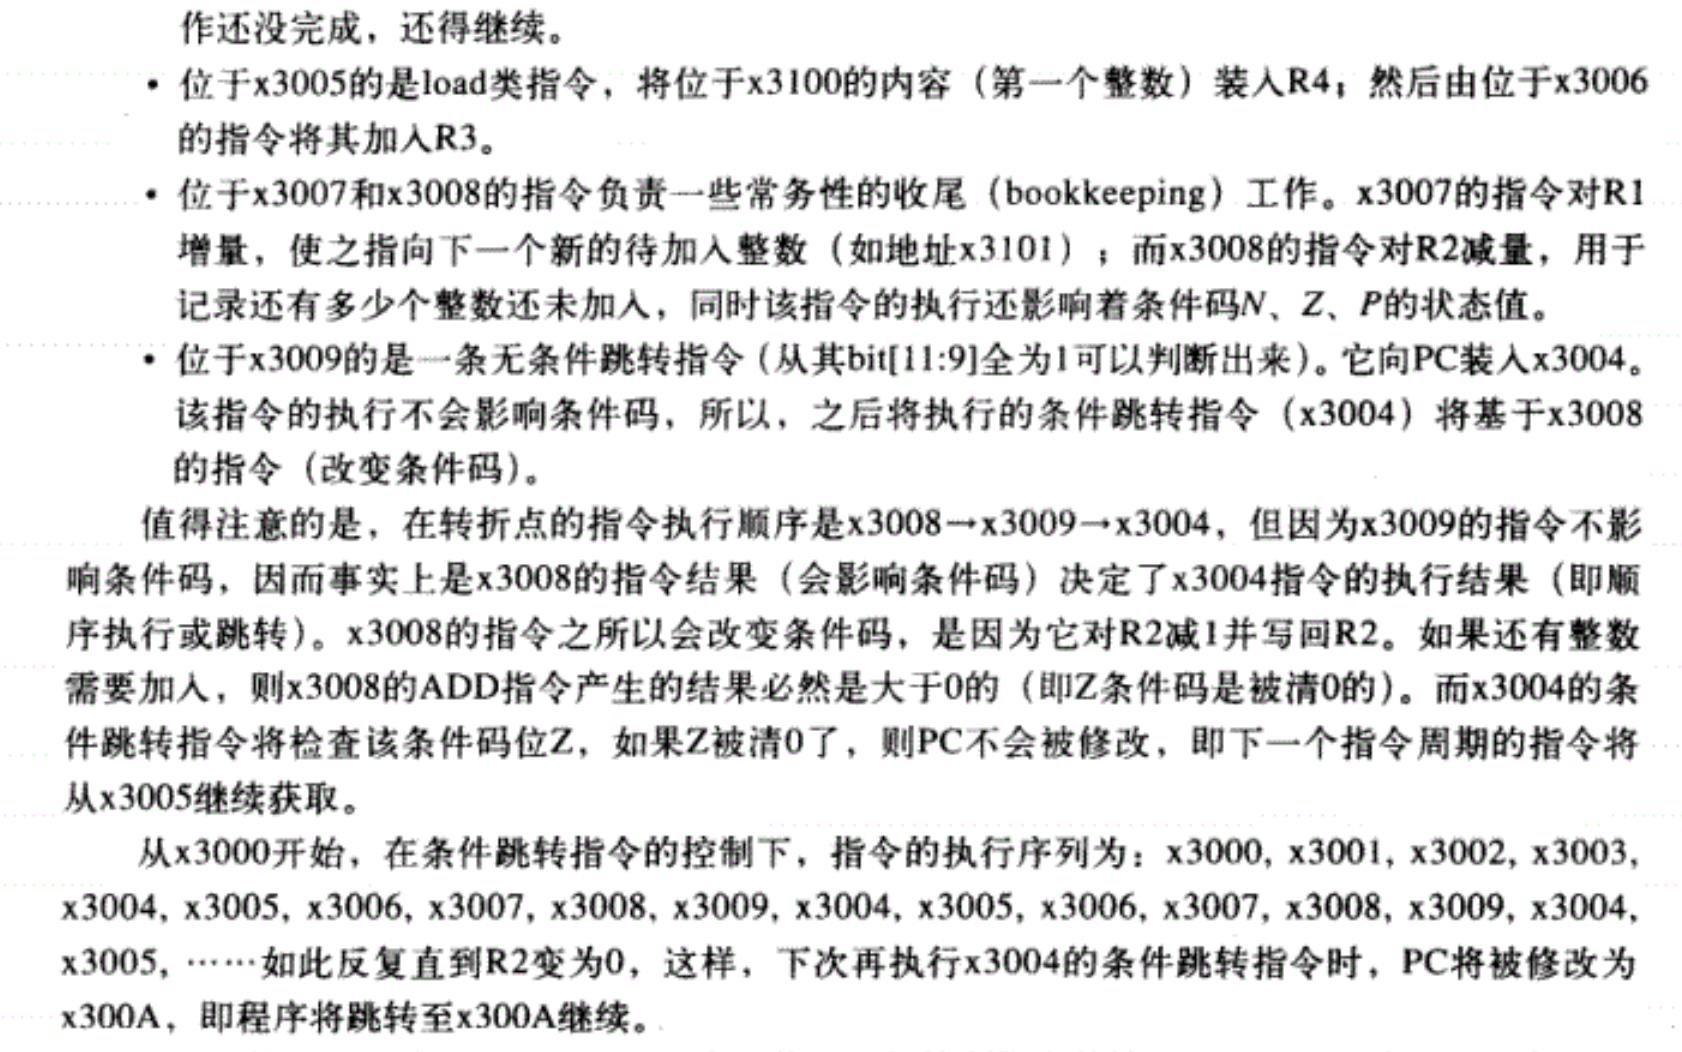 作还没完成，还得继续。
• 位于x3005的是load类指令，将位于x3100的内容（第一个整数）装入R4；然后由位于x3006
的指令将其加入R3。
• 位于x3007和x3008的指令负责一些常务性的收尾（bookkeeping）工作。x3007的指令对R1
增量，使之指向下一个新的待加入整数（如地址x3101）；而x3008的指令对R2减量，用于
记录还有多少个整数还未加入，同时该指令的执行还影响着条件码N、Z、P的状态值。
• 位于x3009的是一条无条件跳转指令（从其bit[11:9]全为1可以判断出来）。它向PC装入x3004。
该指令的执行不会影响条件码，所以，之后将执行的条件跳转指令（x3004）将基于x3008
的指令（改变条件码）。
值得注意的是，在转折点的指令执行顺序是x3008→x3009→x3004，但因为x3009的指令不影
响条件码，因而事实上是x3008的指令结果（会影响条件码）决定了x3004指令的执行结果（即顺
序执行或跳转）。x3008的指令之所以会改变条件码，是因为它对R2减1并写回R2。如果还有整数
需要加入，则x3008的ADD指令产生的结果必然是大于0的（即Z条件码是被清0的）。而x3004的条
件跳转指令将检查该条件码位Z，如果Z被清0了，则PC不会被修改，即下一个指令周期的指令将
从x3005继续获取。
从x3000开始，在条件跳转指令的控制下，指令的执行序列为：x3000, x3001, x3002, x3003,
x3004, x3005, x3006, x3007, x3008, x3009, x3004, x3005, x3006, x3007, x3008, x3009, x3004,
x3005, ……如此反复直到R2变为0，这样，下次再执行x3004的条件跳转指令时，PC将被修改为
x300A，即程序将跳转至x300A继续。